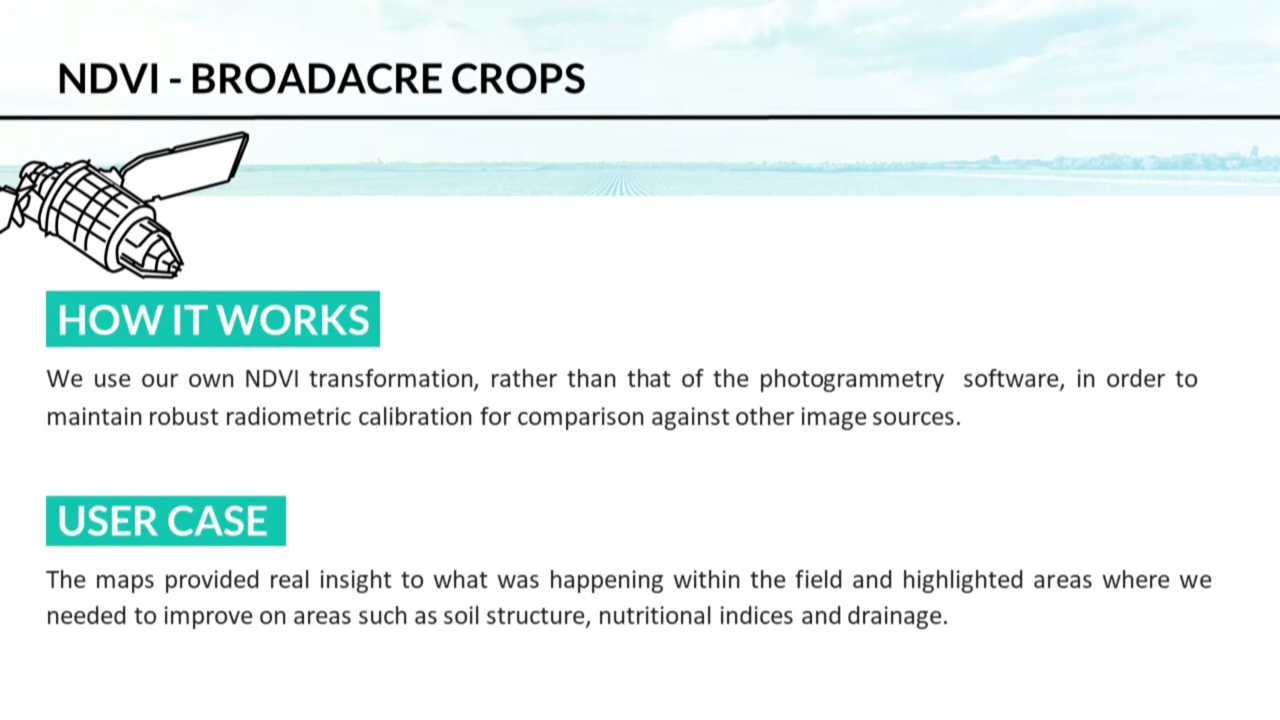 NDVI - BROADACRE CROPS
HOW IT WORKS
We use our own NDVI transformation, rather than that of the photogrammetry software, in order to
maintain robust radiometric calibration for comparison against other image sources.
USER CASE
The maps provided real insight to what was happening within the field and highlighted areas where we
needed to improve on areas such as soil structure, nutritional indices and drainage.